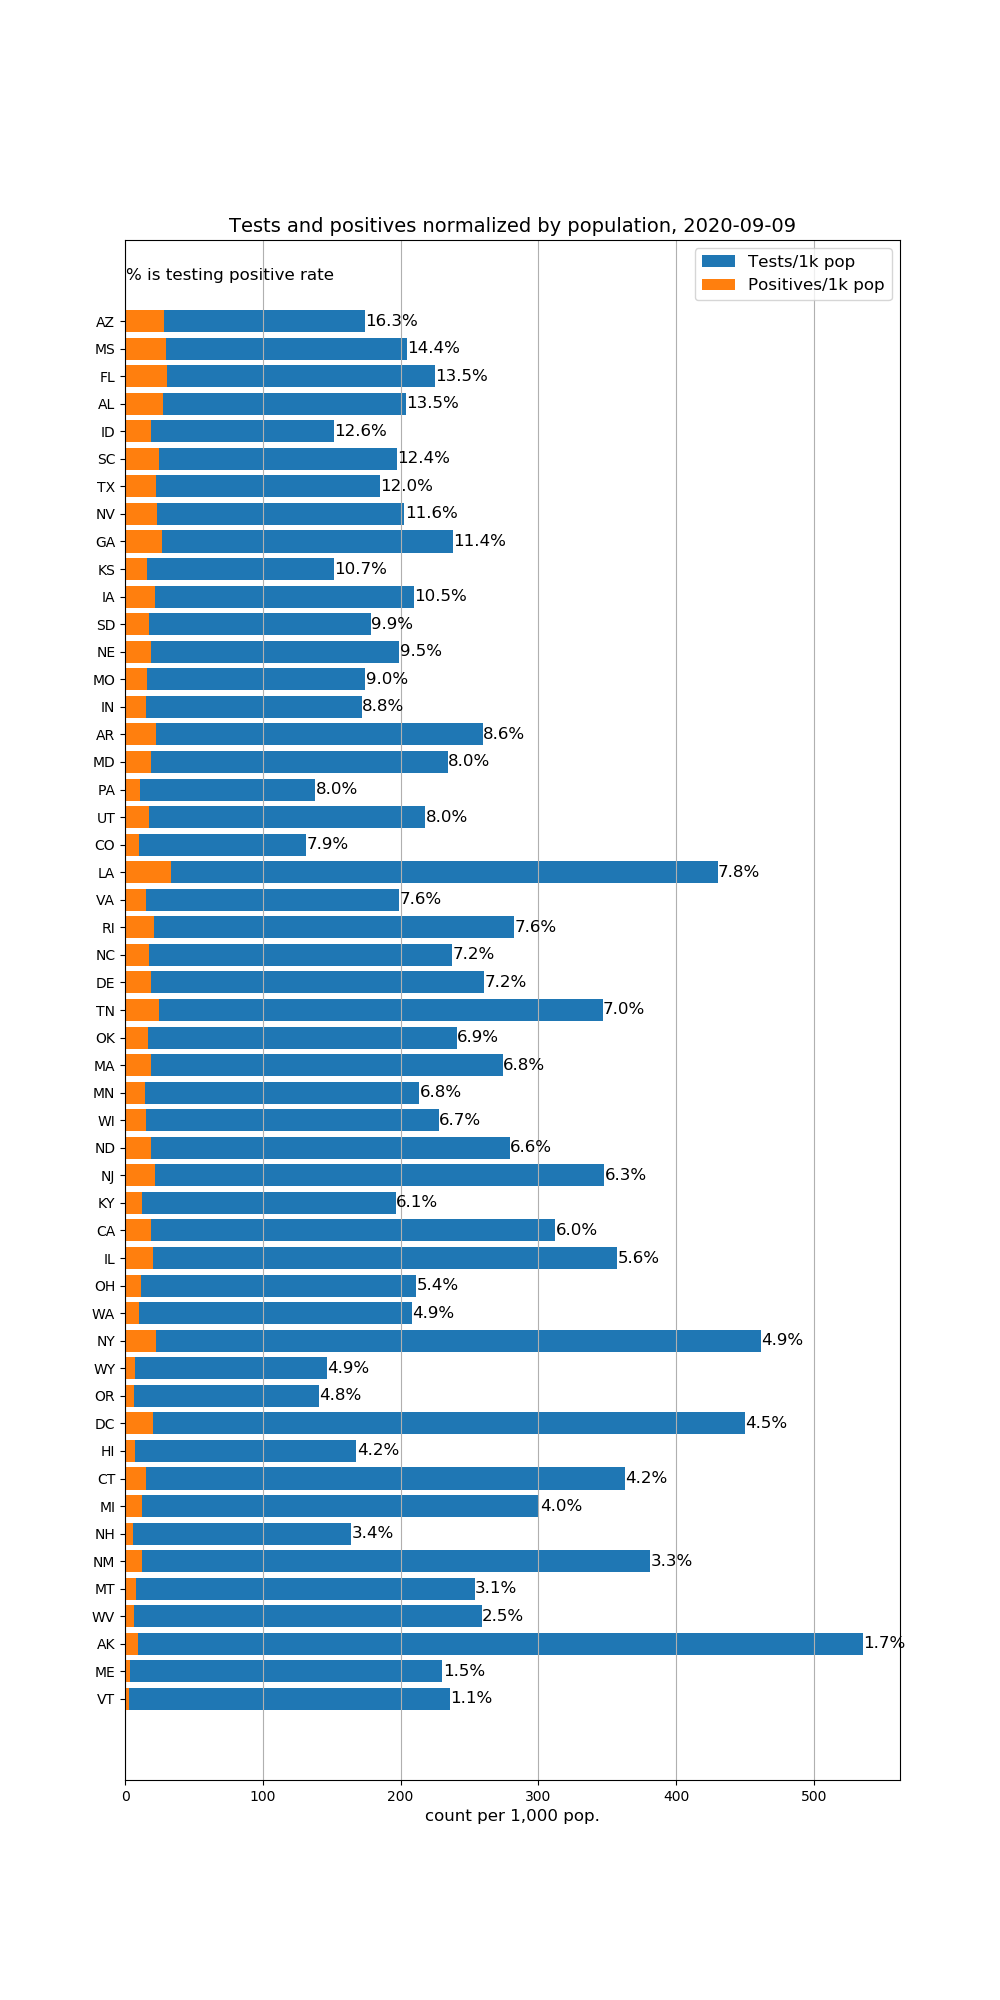 Tests and positives normalized by population, 2020-09-09
% is testing positive rate
Tests/1k pop
Positives/1k pop
AZ 16.3%
MS 14.4%
FL 13.5%
AL 13.5%
ID 12.6%
SC 12.4%
TX 12.0%
NV 11.6%
GA 11.4%
KS 10.7%
IA 10.5%
SD 9.9%
NE 9.5%
MO 9.0%
IN 8.8%
AR 8.6%
MD 8.0%
PA 8.0%
UT 8.0%
CO 7.9%
LA 7.8%
VA 7.6%
RI 7.6%
NC 7.2%
DE 7.2%
TN 7.0%
OK 6.9%
MA 6.8%
MN 6.8%
WI 6.7%
ND 6.6%
NJ 6.3%
KY 6.1%
CA 6.0%
IL 5.6%
OH 5.4%
WA 4.9%
NY 4.9%
WY 4.9%
OR 4.8%
DC 4.5%
HI 4.2%
CT 4.2%
MI 4.0%
NH 3.4%
NM 3.3%
MT 3.1%
WV 2.5%
AK 1.7%
ME 1.5%
VT 1.1%
0 100 200 300 400 500
count per 1,000 pop.